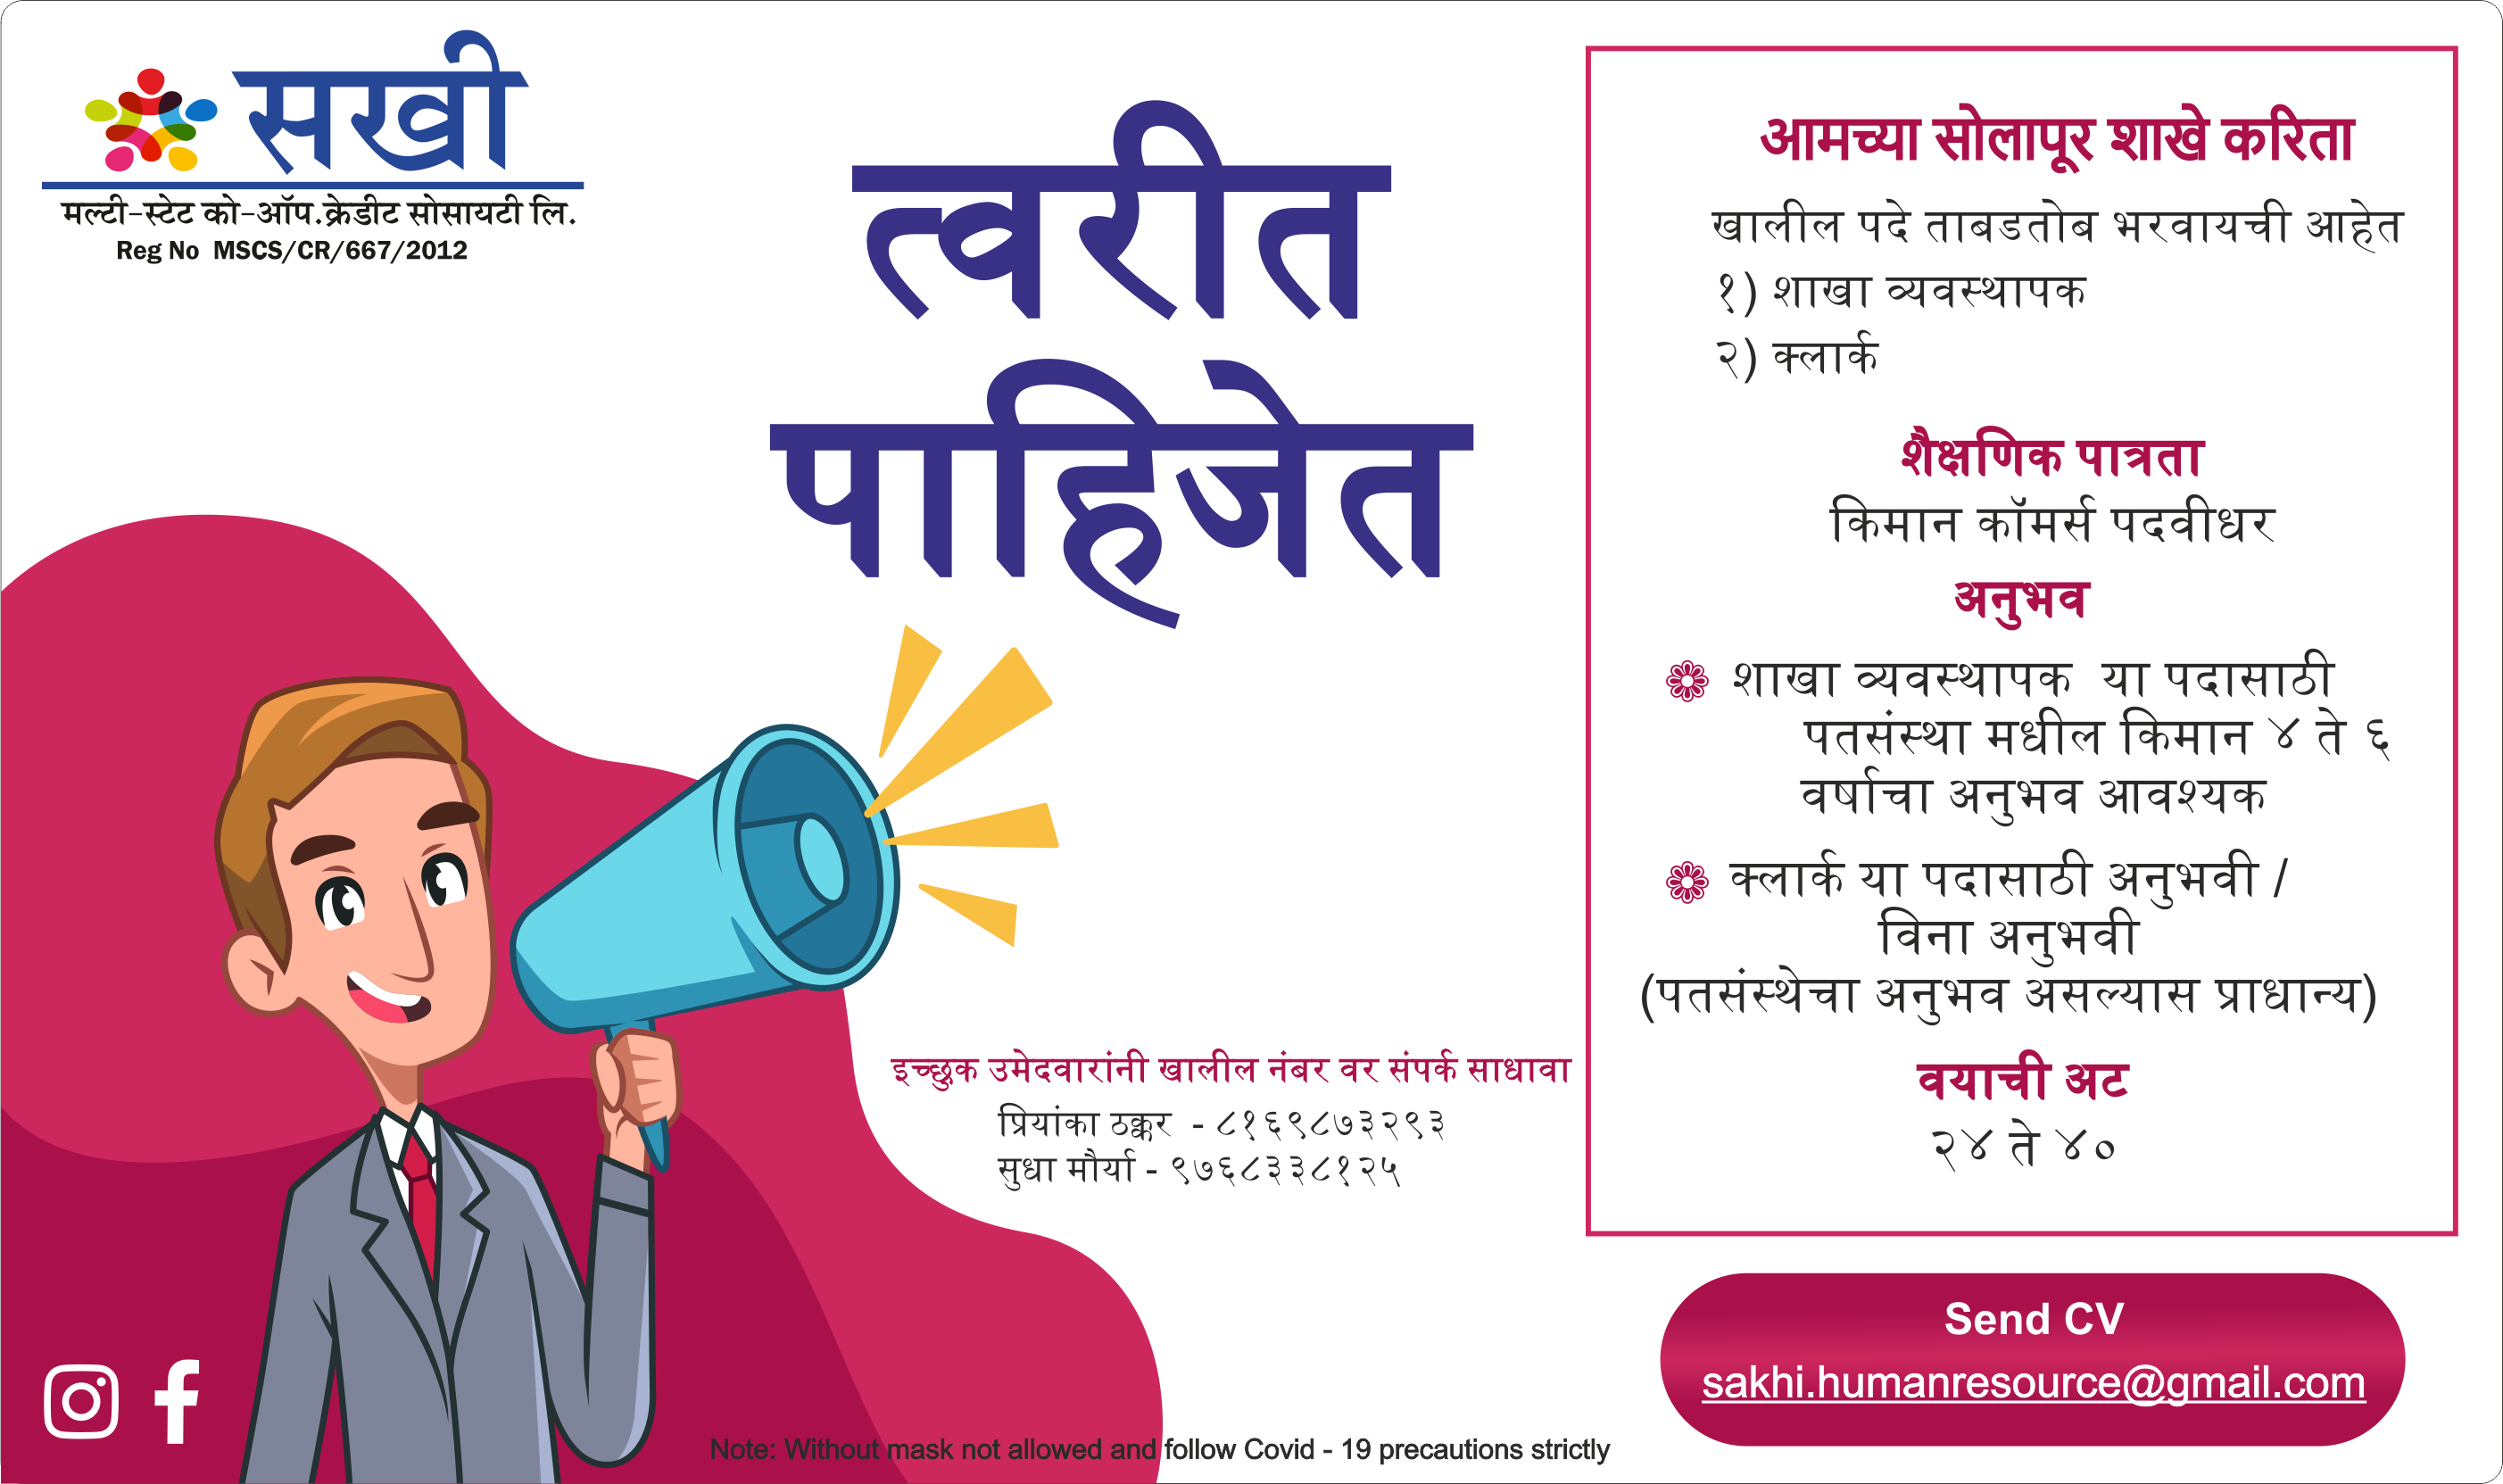 सखी
मल्टी-स्टेट को-ऑप.क्रेडीट सोसायटी लि.
Reg No MSCS/CR/667/2012
त्वरीत
पाहिजेत
आमच्या सोलापूर शाखे करिता
खालील पदे ताबडतोब भरवायची आहेत
१) शाखा व्यवस्थापक
२) क्लार्क
शैक्षणिक पात्रता
किमान कॉमर्स पदवीधर
अनुभव
शाखा व्यवस्थापक या पदासाठी
पतसंस्था मधील किमान ४ ते ६
वर्षाचा अनुभव आवश्यक
क्लार्क या पदासाठी अनुभवी /
विना अनुभवी
(पतसंस्थेचा अनुभव असल्यास प्राधान्य)
वयाची अट
२४ ते ४०
इच्छुक उमेदवारांनी खालील नंबर वर संपर्क साधावा
प्रियांका ठक्कर - ८१६९८७३२९३
सुधा मौर्या - ९७६८३३८१२५
Send CV
sakhi.humanresource@gmail.com
Note: Without mask not allowed and follow Covid - 19 precautions strictly